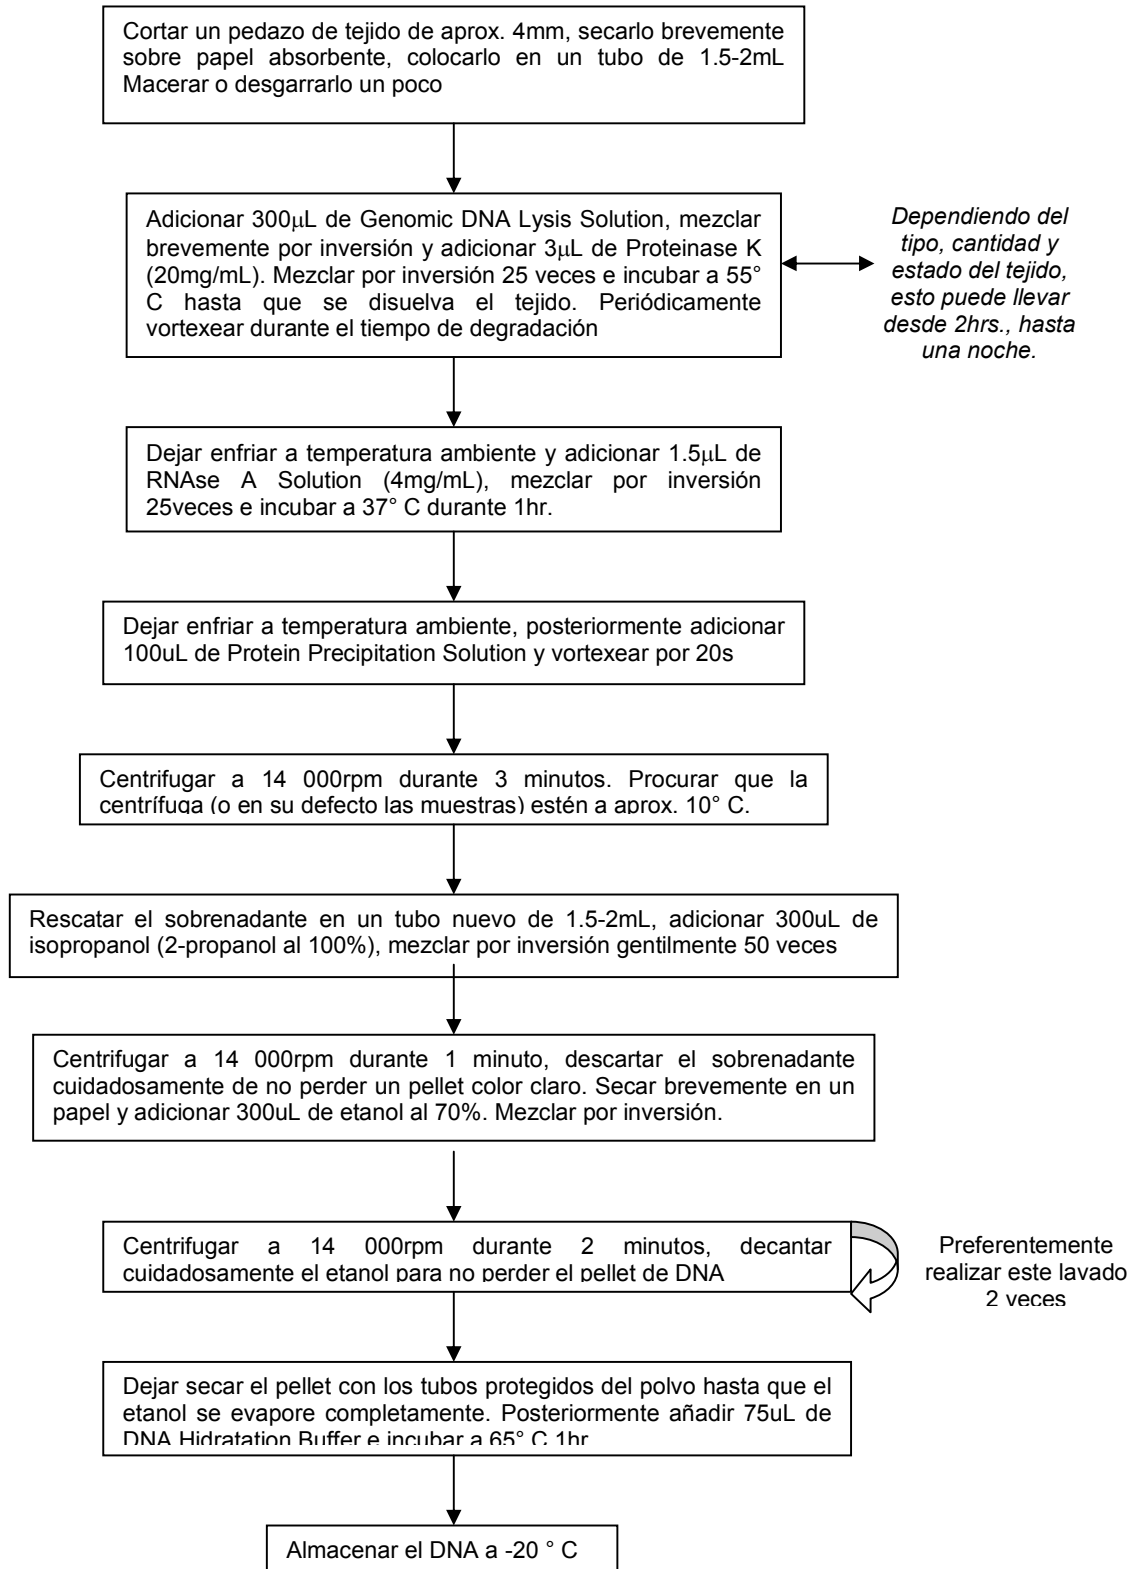 Cortar un pedazo de tejido de aprox. 4mm, secarlo brevemente
sobre papel absorbente, colocarlo en un tubo de 1.5-2mL
Macerar o desgarrarlo un poco
Adicionar 300µL de Genomic DNA Lysis Solution, mezclar
brevemente por inversión y adicionar 3µL de Proteinase K
(20mg/mL). Mezclar por inversión 25 veces e incubar a 55°
C hasta que se disuelva el tejido. Periódicamente
vortexear durante el tiempo de degradación
Dependiendo del
tipo, cantidad y
estado del tejido,
esto puede llevar
desde 2hrs., hasta
una noche.
Dejar enfriar a temperatura ambiente y adicionar 1.5µL de
RNAse A Solution (4mg/mL), mezclar por inversión
25veces e incubar a 37° C durante 1hr.
Dejar enfriar a temperatura ambiente, posteriormente adicionar
100uL de Protein Precipitation Solution y vortexear por 20s
Centrifugar a 14 000rpm durante 3 minutos. Procurar que la
centrífuga (o en su defecto las muestras) estén a aprox. 10° C.
Rescatar el sobrenadante en un tubo nuevo de 1.5-2mL, adicionar 300uL de
isopropanol (2-propanol al 100%), mezclar por inversión gentilmente 50 veces
Centrifugar a 14 000rpm durante 1 minuto, descartar el sobrenadante
cuidadosamente de no perder un pellet color claro. Secar brevemente en un
papel y adicionar 300uL de etanol al 70%. Mezclar por inversión.
Centrifugar a 14 000rpm durante 2 minutos, decantar
cuidadosamente el etanol para no perder el pellet de DNA
Preferentemente
realizar este lavado
2 veces
Dejar secar el pellet con los tubos protegidos del polvo hasta que el
etanol se evapore completamente. Posteriormente añadir 75uL de
DNA Hidratation Buffer e incubar a 65° C 1hr
Almacenar el DNA a -20 ° C